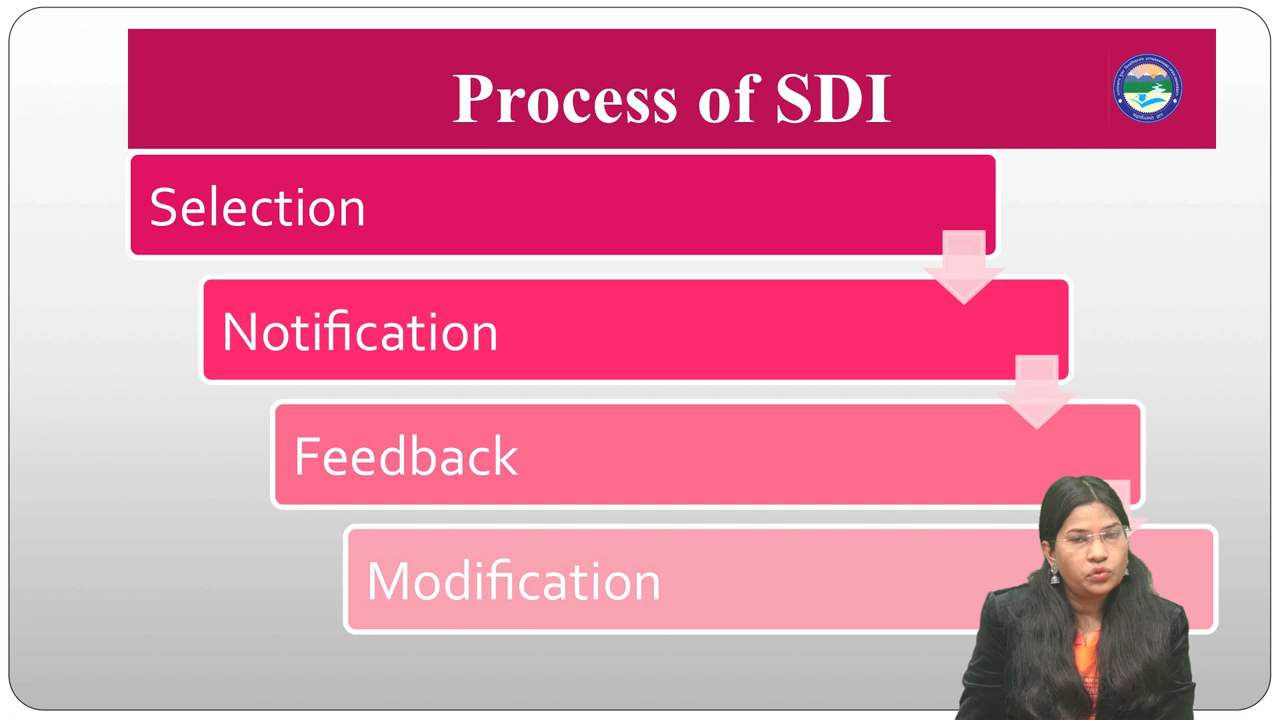 Process of SDI
Selection
Notification
Feedback
Modification